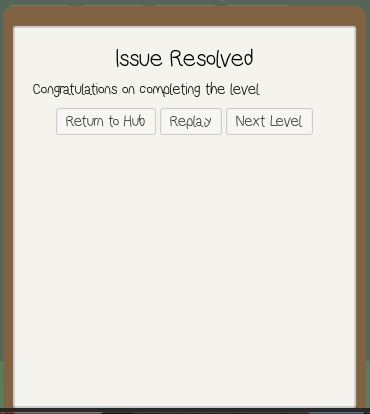 Issue Resolved
Congratulations on completing the level
Return to Hub Replay Next Level